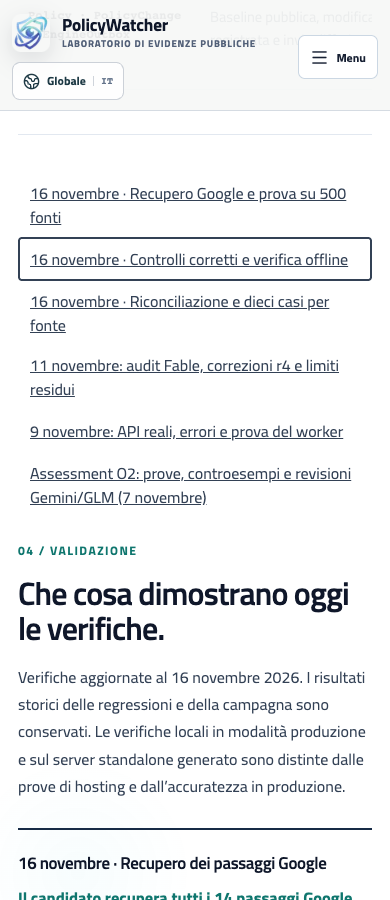 PolicyWatcher
LABORATORIO DI EVIDENZE PUBBLICHE
Baseline pubblica, modifica
Menu
Globale
IT
16 novembre · Recupero Google e prova su 500
fonti
16 novembre · Controlli corretti e verifica offline
16 novembre · Riconciliazione e dieci casi per
fonte
11 novembre: audit Fable, correzioni r4 e limiti
residui
9 novembre: API reali, errori e prova del worker
Assessment O2: prove, controesempi e revisioni
Gemini/GLM (7 novembre)
04 / VALIDAZIONE
Che cosa dimostrano oggi
le verifiche.
Verifiche aggiornate al 16 novembre 2026. I risultati
storici delle regressioni e della campagna sono
conservati. Le verifiche locali in modalità produzione
e sul server standalone generato sono distinte dalle
prove di hosting e dall’accuratezza in produzione.
16 novembre · Recupero dei passaggi Google
Il candidato recupera tutti i 14 passaggi Google